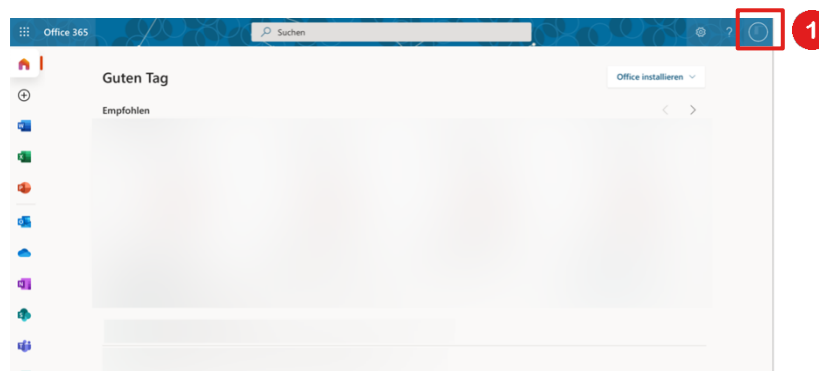 Office 365
Suchen
?
1
Guten Tag
Office installieren
Empfohlen